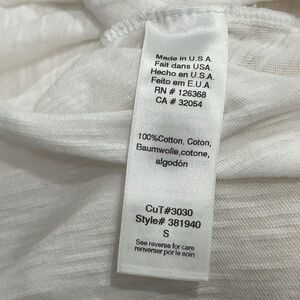 Made in U.S.A.
Fait dans USA
Hecho en U.S.A.
Feito em E.U.A.
RN # 126368
CA # 32054
100%Cotton, Coton,
Baumwolle,cotone,
algodón
CuT#3030
Style# 381940
S
See reverse for care
renverser par le soin